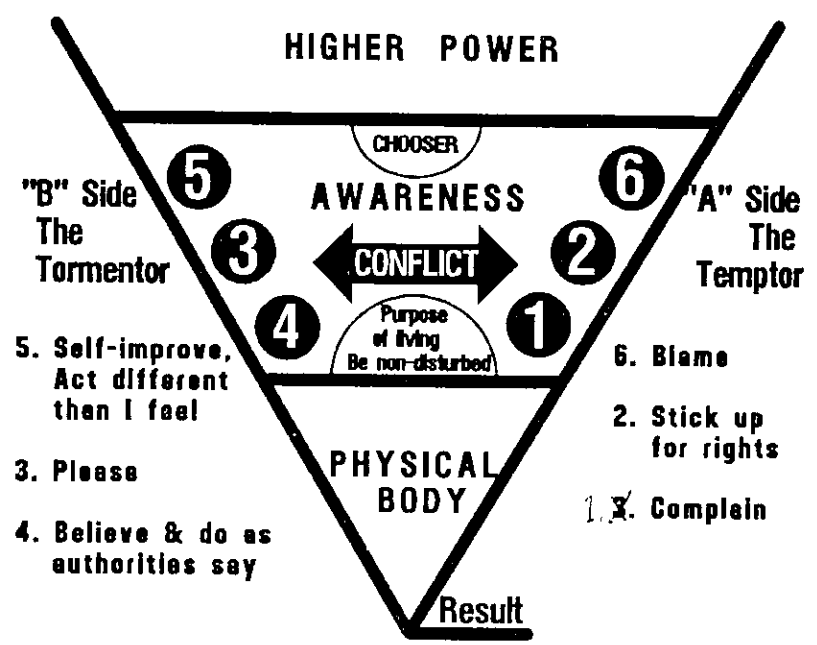 HIGHER POWER
CHOOSER
5
6
AWARENESS
"B" Side
The
Tormentor
"A" Side
The
Temptor
3
2
CONFLICT
4
1
Purpose
of living
Be non-disturbed
5. Self-improve,
Act different
than I feel
3. Please
4. Believe & do as
authorities say
6. Blame
2. Stick up
for rights
1. Complain
PHYSICAL
BODY
Result